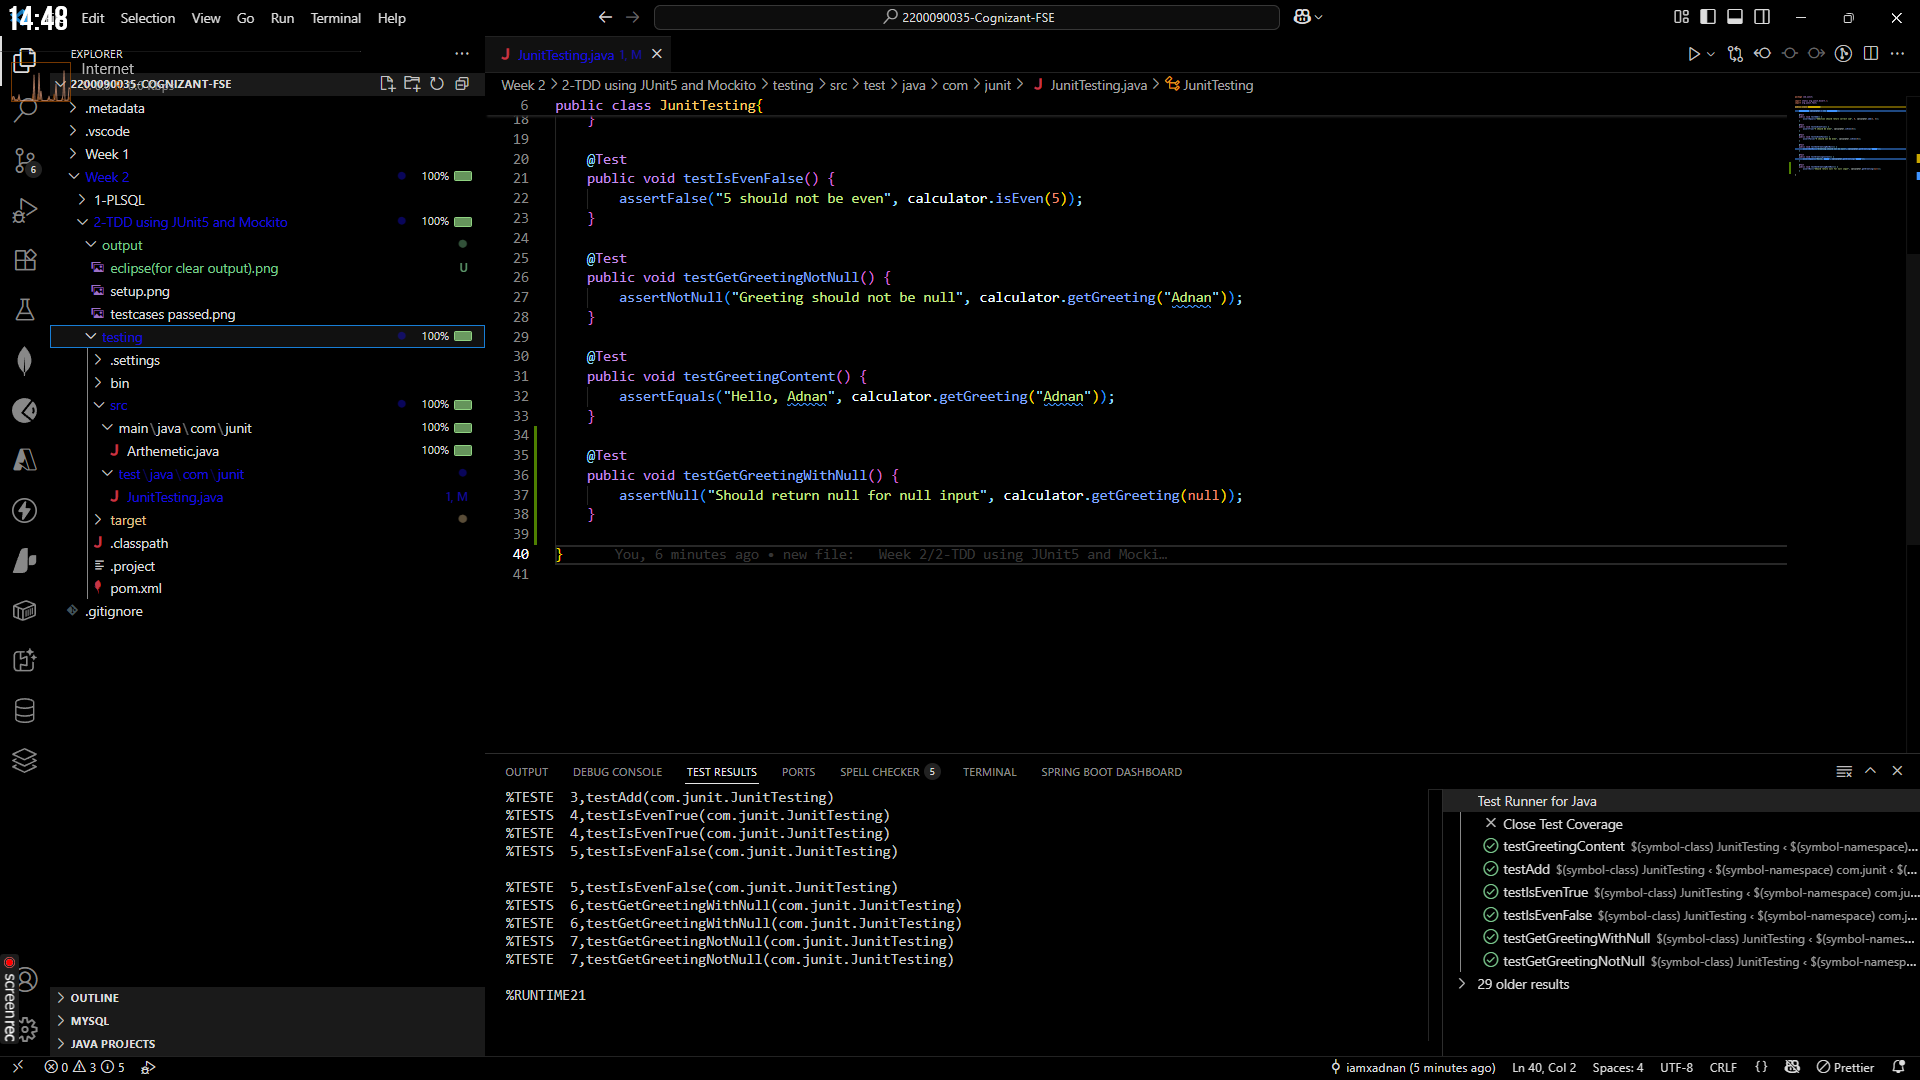 14:48
Edit Selection View Go Run Terminal Help
2200090035-Cognizant-FSE
EXPLORER
Internet
2200090035-COGNIZANT-FSE
.metadata
.vscode
Week 1
Week 2 100%
1-PLSQL
2-TDD using JUnit5 and Mockito 100%
output
eclipse(for clear output).png U
setup.png
testcases passed.png
testing 100%
.settings
bin
src 100%
main\java\com\junit 100%
Arthemetic.java 100%
test\java\com\junit
JunitTesting.java 1, M
target
.classpath
.project
pom.xml
.gitignore
OUTLINE
MYSQL
JAVA PROJECTS
6
screen rec
JunitTesting.java 1, M
Week 2 > 2-TDD using JUnit5 and Mockito > testing > src > test > java > com > junit > JunitTesting.java > JunitTesting
6 public class JunitTesting{
18 }
19
20 @Test
21 public void testIsEvenFalse() {
22 assertFalse("5 should not be even", calculator.isEven(5));
23 }
24
25 @Test
26 public void testGetGreetingNotNull() {
27 assertNotNull("Greeting should not be null", calculator.getGreeting("Adnan"));
28 }
29
30 @Test
31 public void testGreetingContent() {
32 assertEquals("Hello, Adnan", calculator.getGreeting("Adnan"));
33 }
34
35 @Test
36 public void testGetGreetingWithNull() {
37 assertNull("Should return null for null input", calculator.getGreeting(null));
38 }
39
40 } You, 6 minutes ago • new file: Week 2/2-TDD using JUnit5 and Mocki…
41
OUTPUT DEBUG CONSOLE TEST RESULTS PORTS SPELL CHECKER 5 TERMINAL SPRING BOOT DASHBOARD
%TESTE 3,testAdd(com.junit.JunitTesting)
%TESTS 4,testIsEvenTrue(com.junit.JunitTesting)
%TESTE 4,testIsEvenTrue(com.junit.JunitTesting)
%TESTS 5,testIsEvenFalse(com.junit.JunitTesting)
%TESTE 5,testIsEvenFalse(com.junit.JunitTesting)
%TESTS 6,testGetGreetingWithNull(com.junit.JunitTesting)
%TESTE 6,testGetGreetingWithNull(com.junit.JunitTesting)
%TESTS 7,testGetGreetingNotNull(com.junit.JunitTesting)
%TESTE 7,testGetGreetingNotNull(com.junit.JunitTesting)
%RUNTIME21
Test Runner for Java
Close Test Coverage
testGreetingContent $(symbol-class) JunitTesting ‹ $(symbol-namespace)...
testAdd $(symbol-class) JunitTesting ‹ $(symbol-namespace) com.junit ‹ $(...
testIsEvenTrue $(symbol-class) JunitTesting ‹ $(symbol-namespace) com.ju...
testIsEvenFalse $(symbol-class) JunitTesting ‹ $(symbol-namespace) com.j...
testGetGreetingWithNull $(symbol-class) JunitTesting ‹ $(symbol-names...
testGetGreetingNotNull $(symbol-class) JunitTesting ‹ $(symbol-namesp...
29 older results
0 3 5
iamxadnan (5 minutes ago) Ln 40, Col 2 Spaces: 4 UTF-8 CRLF {} Prettier